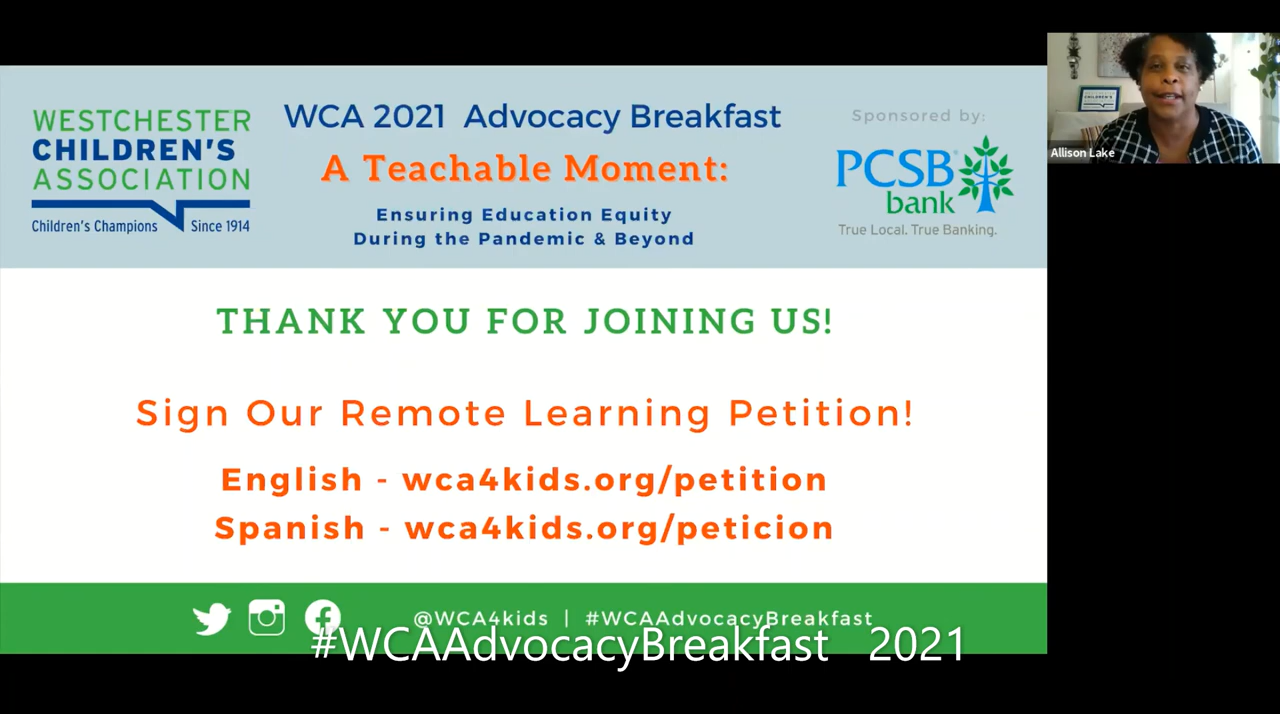 WESTCHESTER
CHILDREN'S
ASSOCIATION
Children's Champions Since 1914
WCA 2021 Advocacy Breakfast
A Teachable Moment:
Ensuring Education Equity
During the Pandemic & Beyond
Sponsored by:
PCSB
bank
True Local. True Banking.
Allison Lake
THANK YOU FOR JOINING US!
Sign Our Remote Learning Petition!
English - wca4kids.org/petition
Spanish - wca4kids.org/peticion
@WCA4kids | #WCAAdvocacyBreakfast
#WCAAdvocacyBreakfast 2021